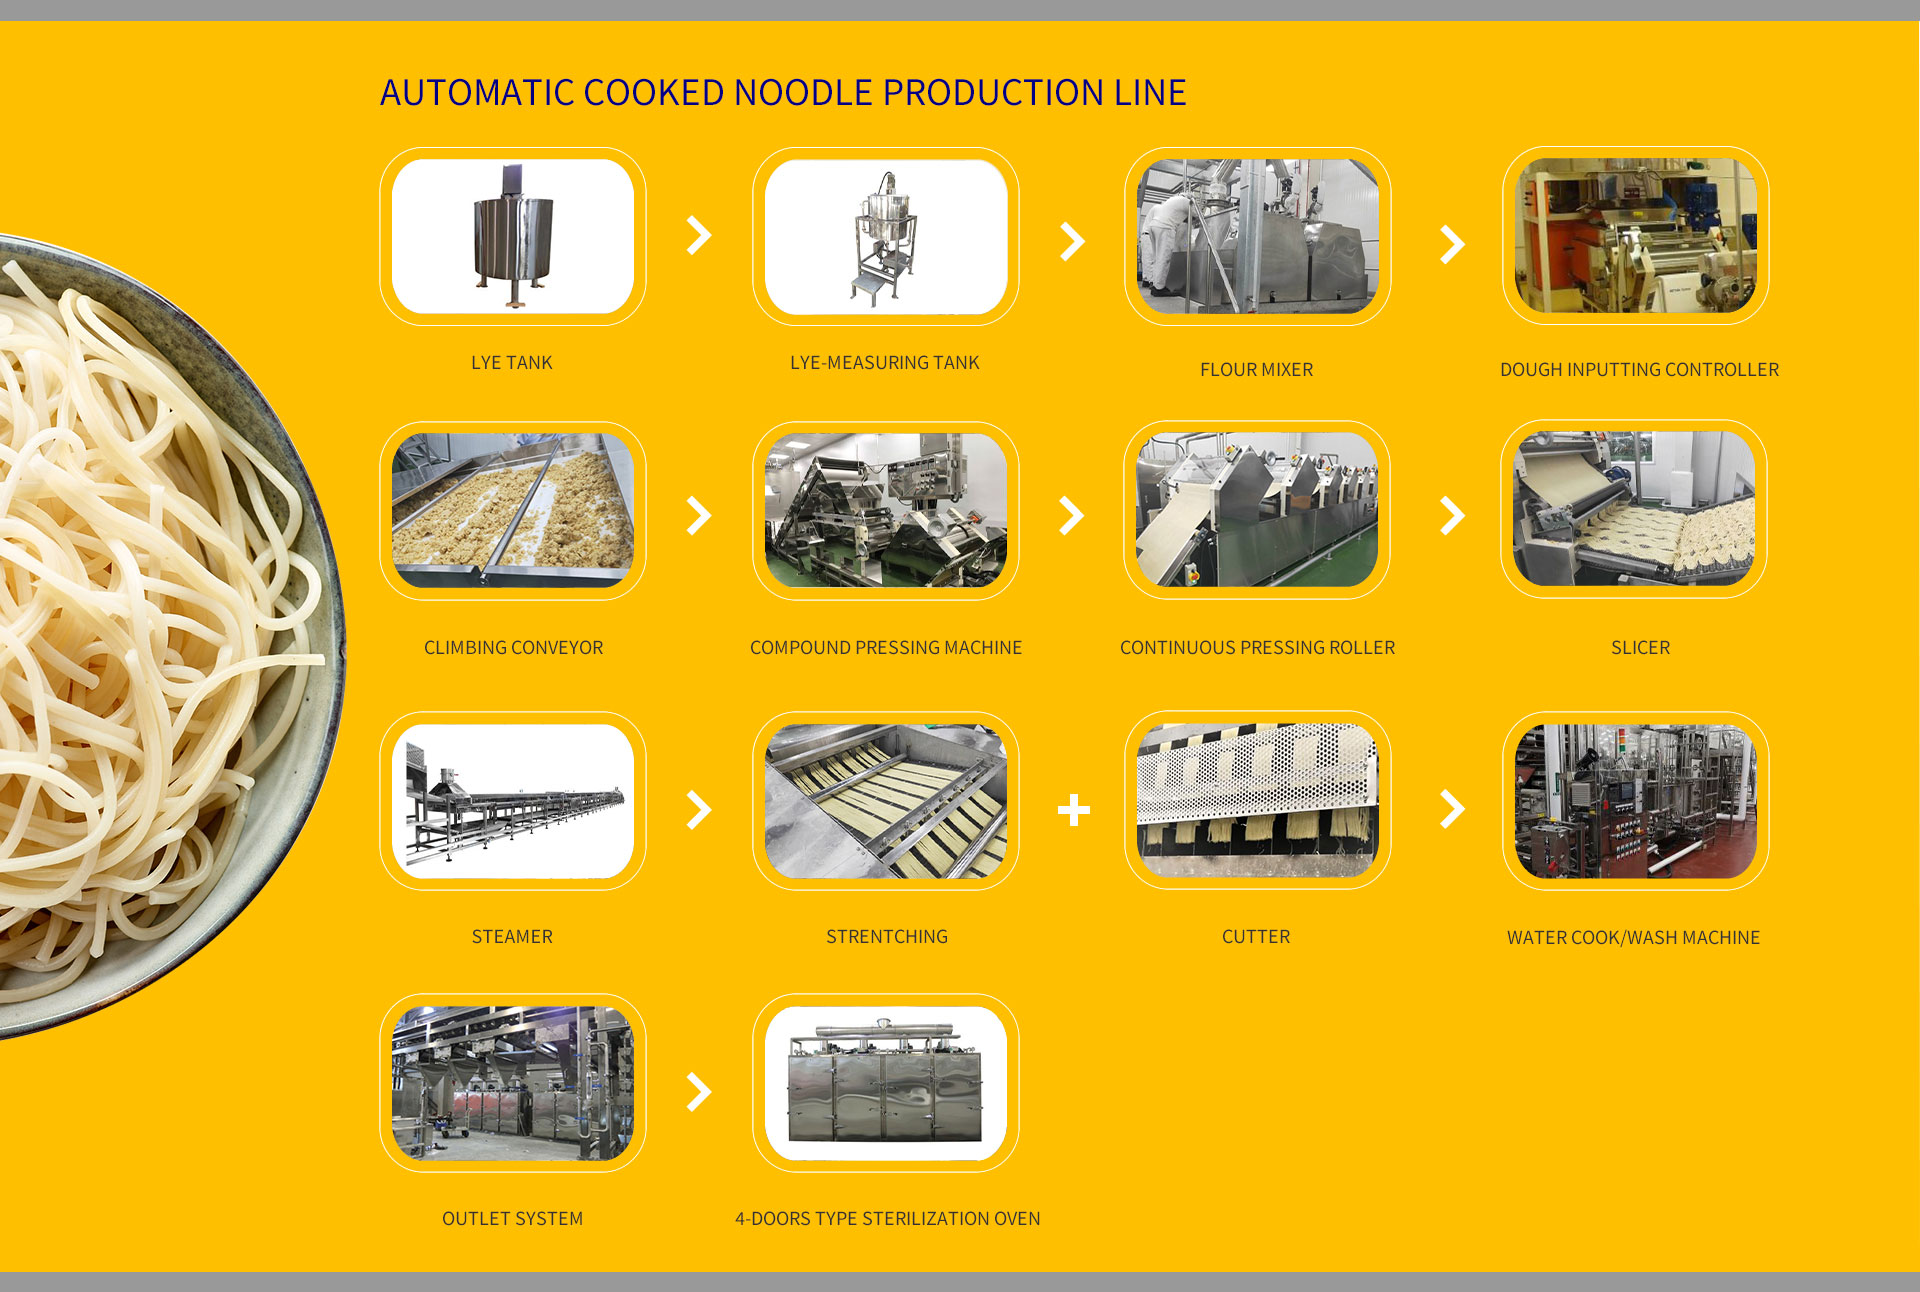 AUTOMATIC COOKED NOODLE PRODUCTION LINE
LYE TANK
LYE-MEASURING TANK
FLOUR MIXER
DOUGH INPUTTING CONTROLLER
CLIMBING CONVEYOR
COMPOUND PRESSING MACHINE
CONTINUOUS PRESSING ROLLER
SLICER
STEAMER
STRENTCHING
CUTTER
WATER COOK/WASH MACHINE
OUTLET SYSTEM
4-DOORS TYPE STERILIZATION OVEN